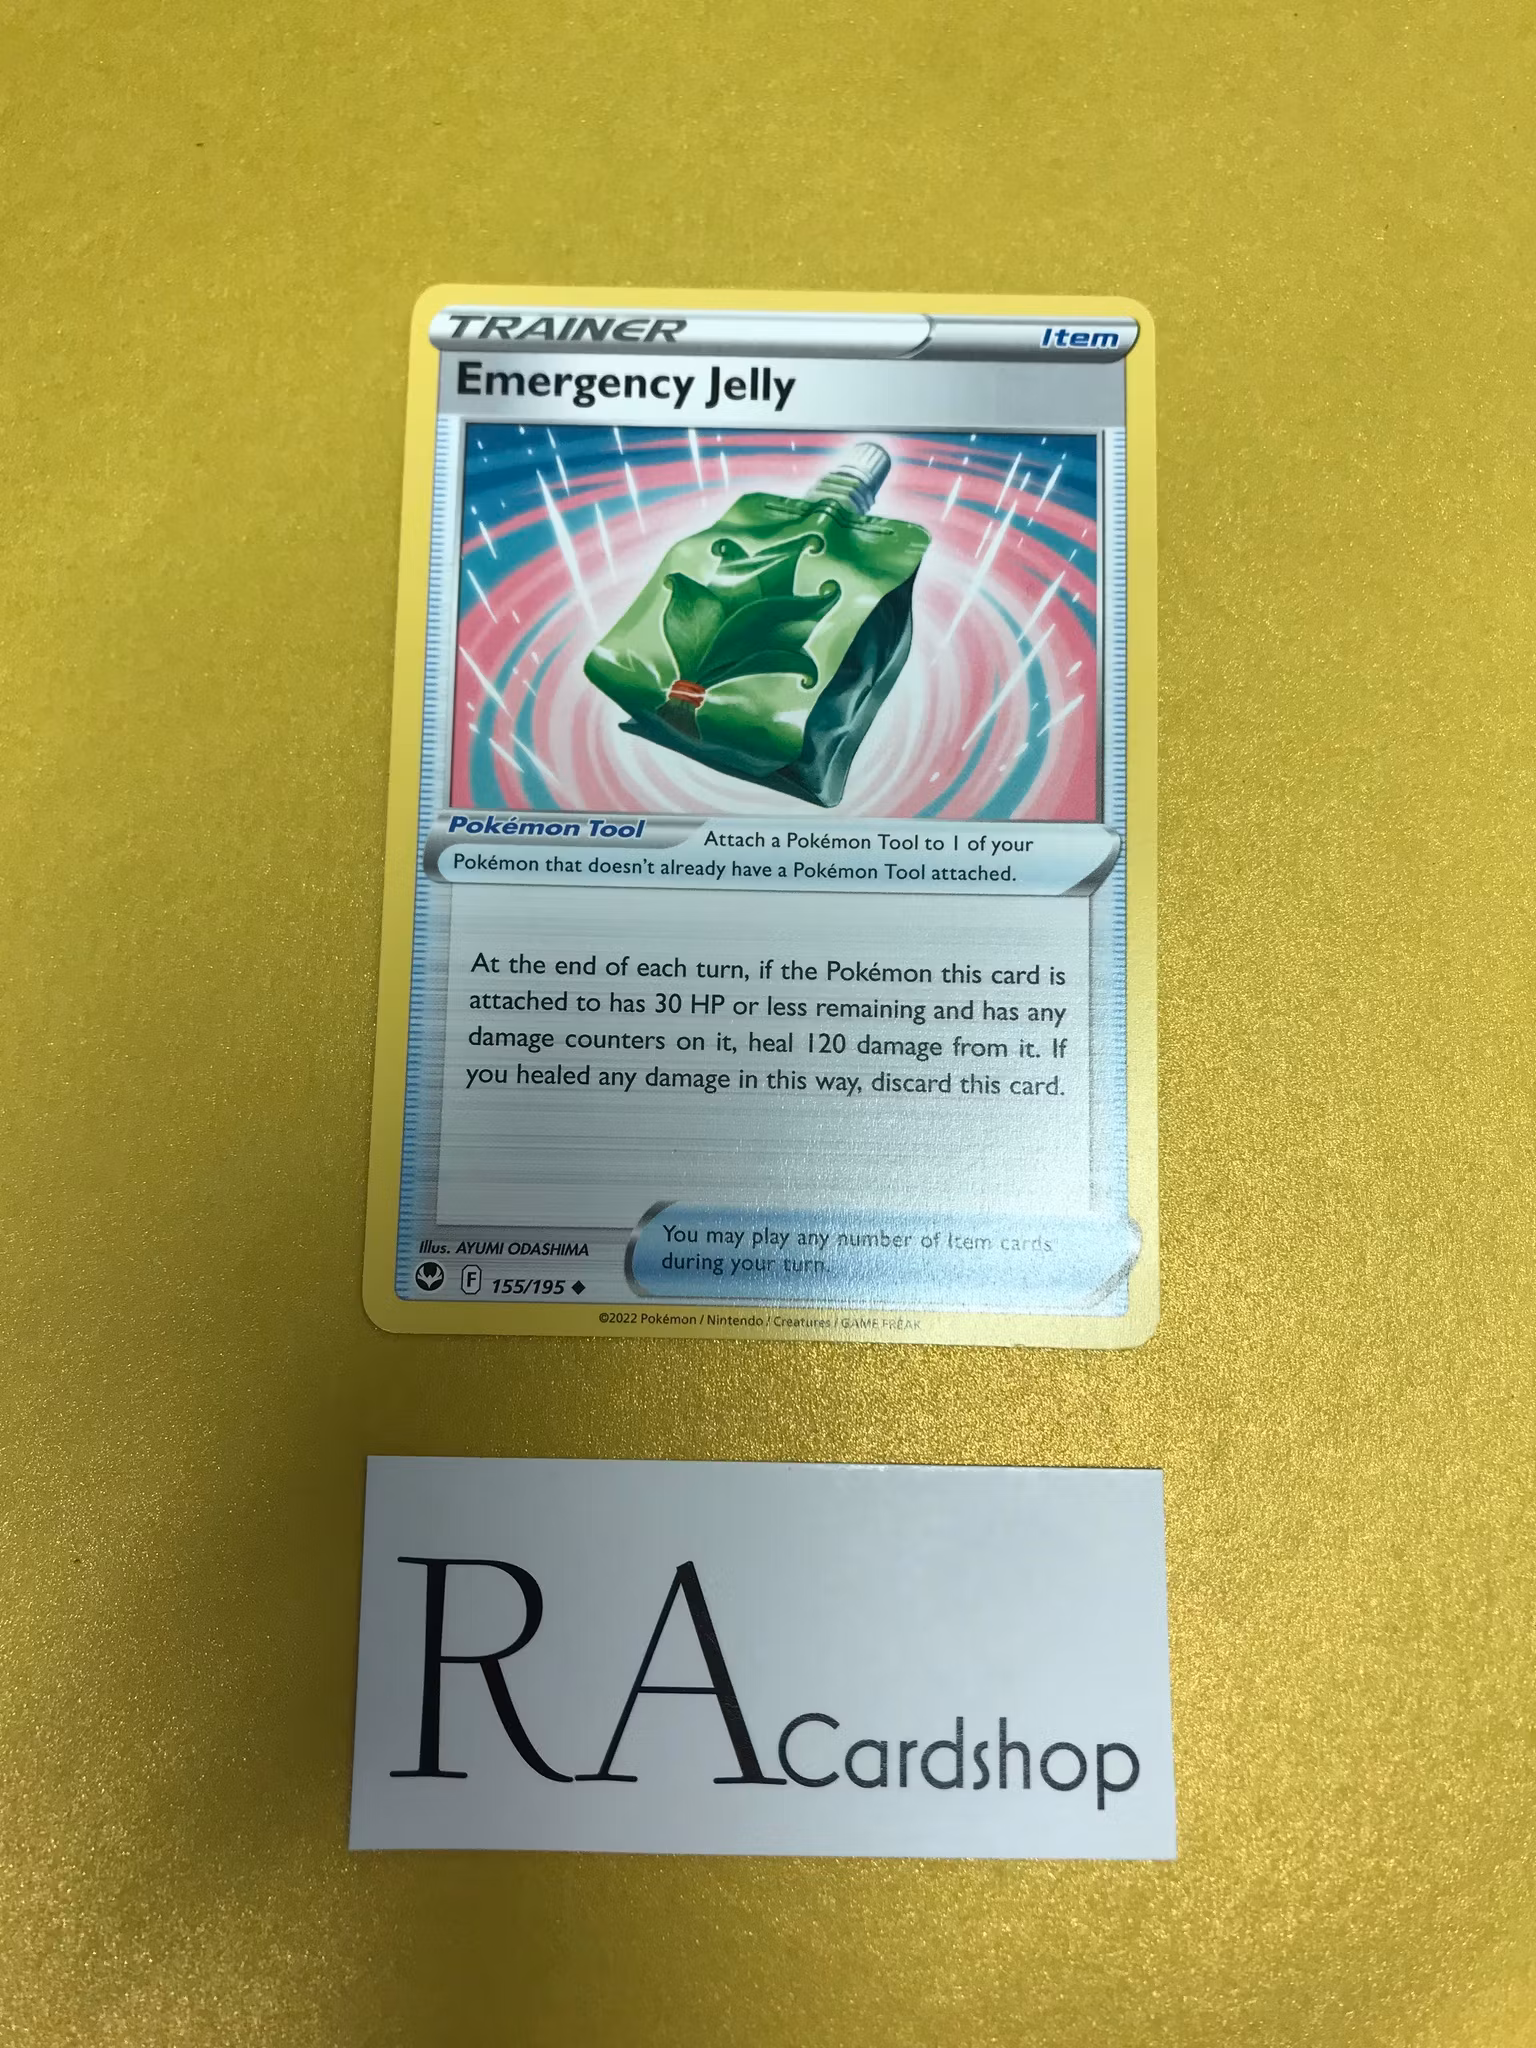 TRAINER
Item
Emergency Jelly
Pokémon Tool
Attach a Pokémon Tool to 1 of your
Pokémon that doesn't already have a Pokémon Tool attached.
At the end of each turn, if the Pokémon this card is
attached to has 30 HP or less remaining and has any
damage counters on it, heal 120 damage from it. If
you healed any damage in this way, discard this card.
You may play any number of Item cards
during your turn.
Illus. AYUMI ODASHIMA
F 155/195
©2022 Pokémon / Nintendo / Creatures / GAME FREAK
RA Cardshop